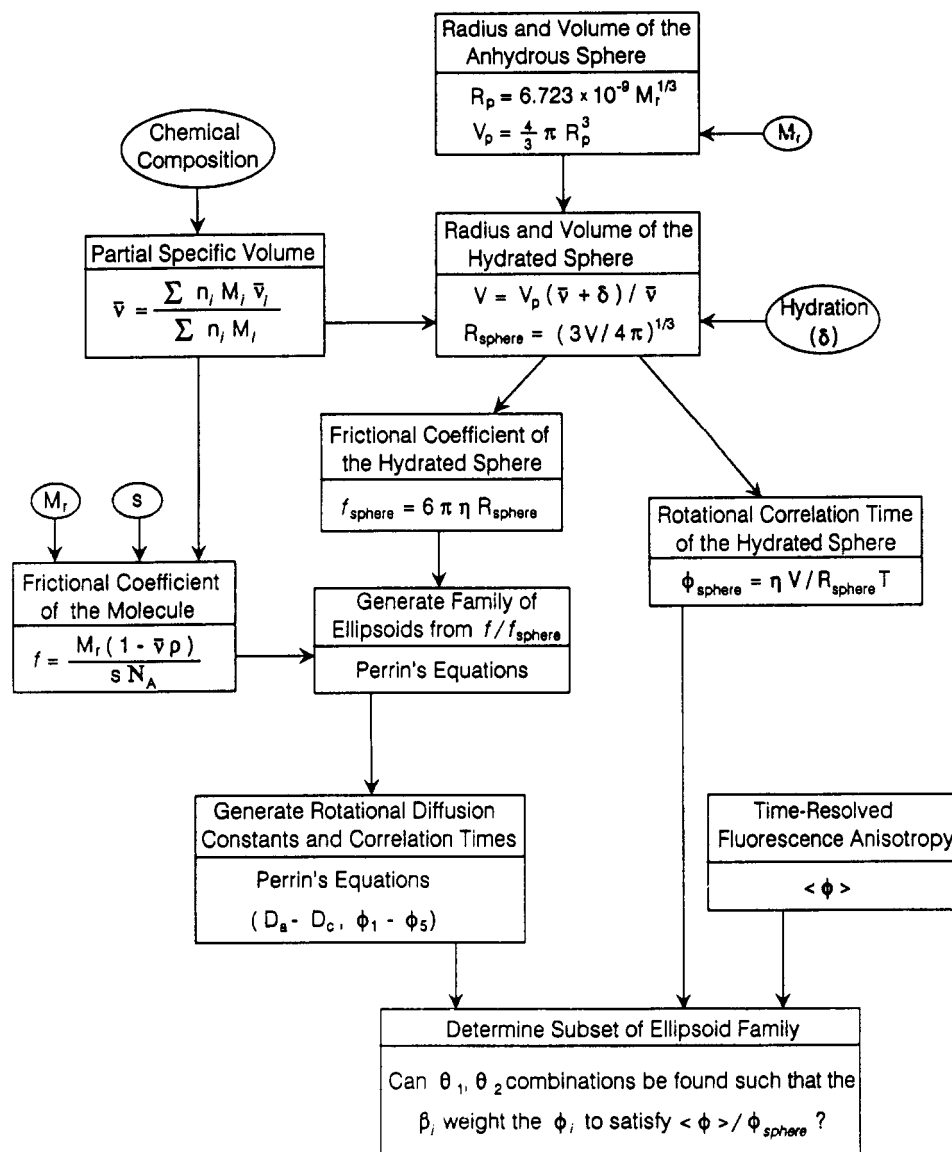 Radius and Volume of the
Anhydrous Sphere
R_p = 6.723 × 10^-9 M_r^1/3
V_p = 4/3 π R_p^3
M_r
Chemical
Composition
Partial Specific Volume
v̄ = Σ n_i M_i v̄_i / Σ n_i M_i
Radius and Volume of the
Hydrated Sphere
V = V_p (v̄ + δ) / v̄
R_sphere = (3V/4π)^1/3
Hydration
(δ)
Frictional Coefficient of
the Hydrated Sphere
f_sphere = 6 π η R_sphere
M_r
s
Frictional Coefficient
of the Molecule
f = M_r (1 - v̄ρ) / s N_A
Rotational Correlation Time
of the Hydrated Sphere
ϕ_sphere = η V / R_sphere T
Generate Family of
Ellipsoids from f/f_sphere
Perrin's Equations
Generate Rotational Diffusion
Constants and Correlation Times
Perrin's Equations
(D_a - D_c, ϕ_1 - ϕ_5)
Time-Resolved
Fluorescence Anisotropy
<ϕ>
Determine Subset of Ellipsoid Family
Can θ_1, θ_2 combinations be found such that the
β_i weight the ϕ_i to satisfy <ϕ>/ϕ_sphere ?